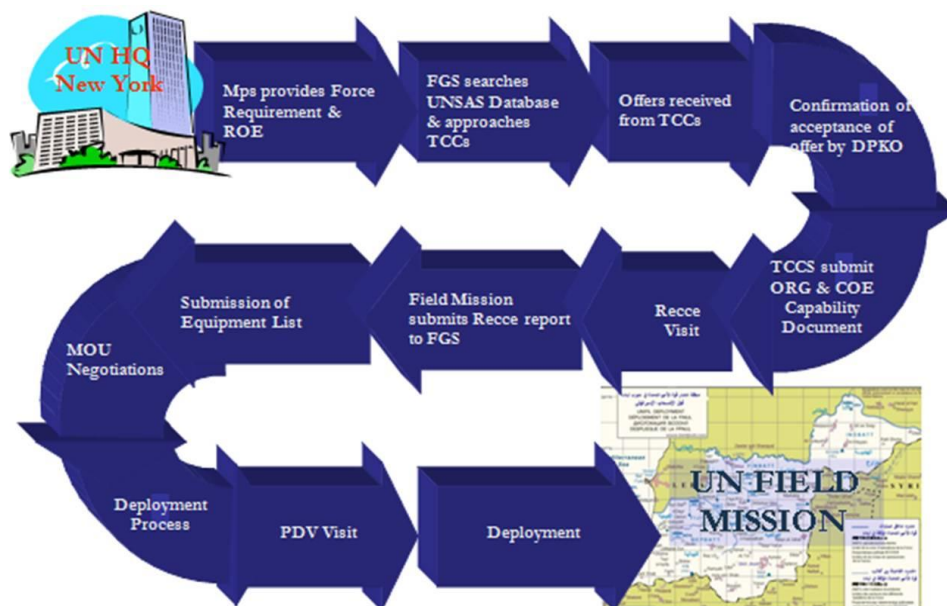 UN HQ
New York
Mps provides Force
Requirement &
ROE
FGS searches
UNSAS Database
& approaches
TCCs
Offers received
from TCCs
Confirmation of
acceptance of
offer by DPKO
TCCS submit
ORG & COE
Capability
Document
Recce
Visit
Field Mission
submits Recce report
to FGS
Submission of
Equipment List
MOU
Negotiations
Deployment
Process
PDV Visit
Deployment
UN FIELD
MISSION
UNIFIL DEPLOYMENT